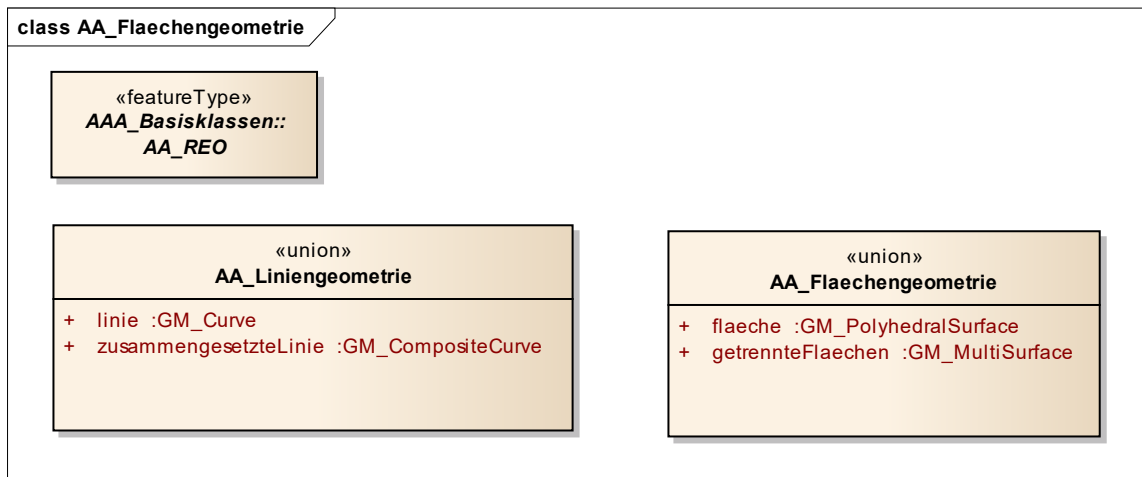 class AA_Flaechengeometrie
«featureType»
AAA_Basisklassen::
AA_REO
«union»
AA_Liniengeometrie
+ linie :GM_Curve
+ zusammengesetzteLinie :GM_CompositeCurve
«union»
AA_Flaechengeometrie
+ flaeche :GM_PolyhedralSurface
+ getrennteFlaechen :GM_MultiSurface